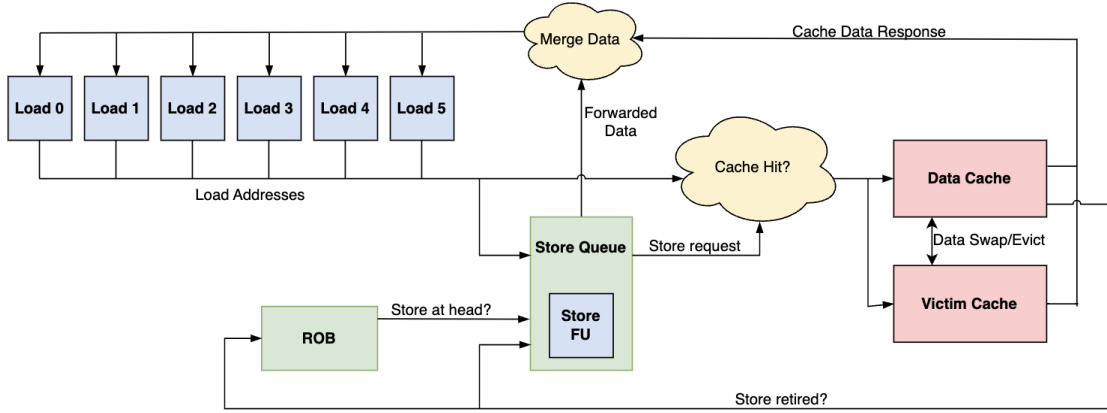 Cache Data Response
Merge Data
Load 0
Load 1
Load 2
Load 3
Load 4
Load 5
Forwarded
Data
Cache Hit?
Data Cache
Load Addresses
Store Queue
Store request
Data Swap/Evict
Store at head?
Store
FU
Victim Cache
ROB
Store retired?